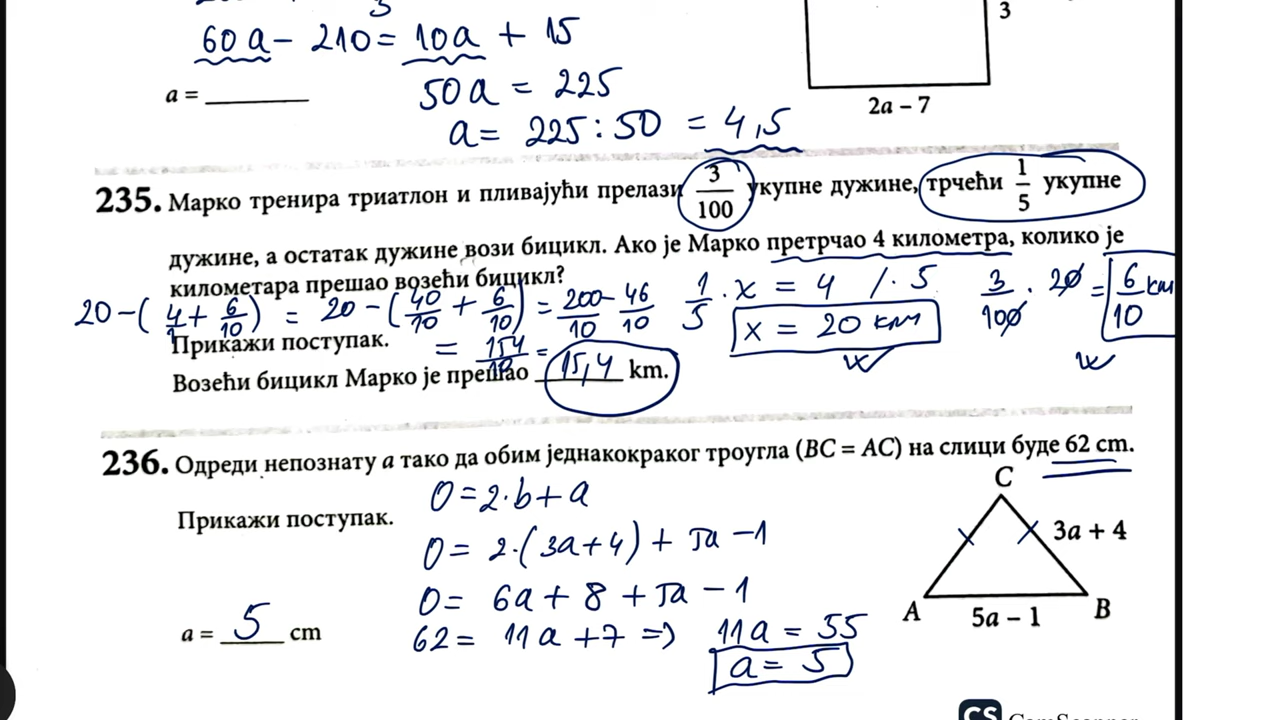 60a - 210 = 10a + 15
3
50a = 225
a = ________
2a – 7
a = 225 : 50 = 4,5
235. Марко тренира триатлон и пливајући прелази 3/100 укупне дужине, трчећи 1/5 укупне
дужине, а остатак дужине вози бицикл. Ако је Марко претрчао 4 километра, колико је
километара прешао возећи бицикл?
1/5 · x = 4 / · 5
3/100 · 20 = 6/10 km
20 - (4/1 + 6/10) = 20 - (40/10 + 6/10) = 200/10 - 46/10
x = 20 km
Прикажи поступак.
= 154/10 =
Возећи бицикл Марко је прешао 15,4 km.
236. Одреди непознату a тако да обим једнакокраког троугла (BC = AC) на слици буде 62 cm.
O = 2·b + a
C
Прикажи поступак.
3a + 4
O = 2·(3a + 4) + 5a - 1
O = 6a + 8 + 5a - 1
A
B
5a – 1
a = 5 cm
62 = 11a + 7 => 11a = 55
a = 5
CS CamScanner